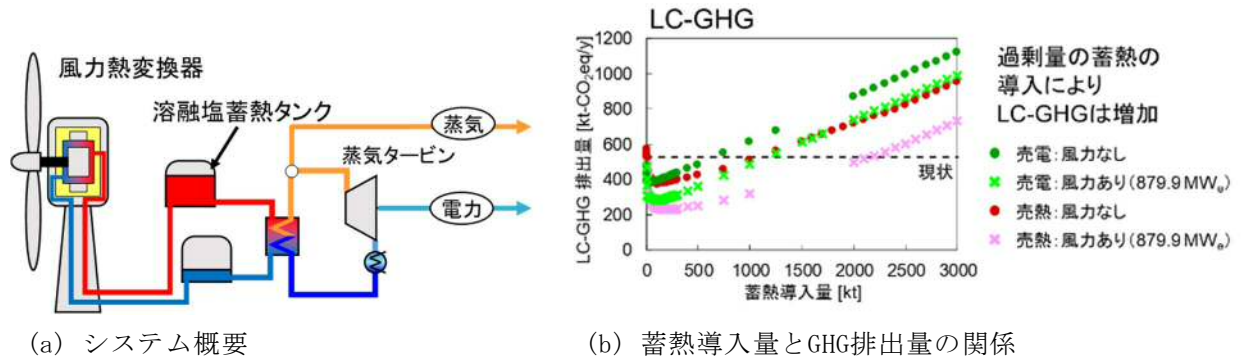 風力熱変換器
溶融塩蓄熱タンク
蒸気
蒸気タービン
電力
(a) システム概要
LC-GHG
LC-GHG 排出量 [kt-CO₂eq/y]
1200
1000
800
600
400
200
0
0
500
1000
1500
2000
2500
3000
蓄熱導入量 [kt]
現状
過剰量の蓄熱の
導入により
LC-GHGは増加
売電:風力なし
売電:風力あり(879.9 MWₑ)
売熱:風力なし
売熱:風力あり(879.9 MWₑ)
(b) 蓄熱導入量とGHG排出量の関係